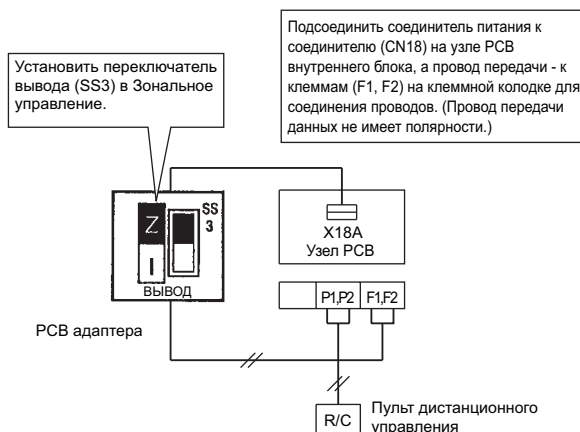 Установить переключатель
вывода (SS3) в Зональное
управление.
Подсоединить соединитель питания к
соединителю (CN18) на узле PCB
внутреннего блока, а провод передачи - к
клеммам (F1, F2) на клеммной колодке для
соединения проводов. (Провод передачи
данных не имеет полярности.)
Z
I
SS
3
ВЫВОД
PCB адаптера
X18A
Узел PCB
P1,P2
F1,F2
R/C
Пульт дистанционного
управления